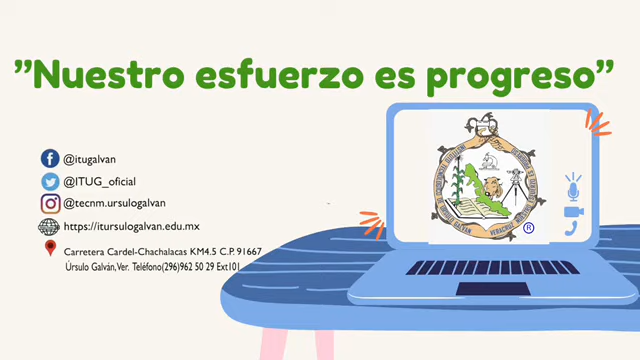 ”Nuestro esfuerzo es progreso”
@itugalvan
@ITUG_oficial
@tecnm.ursulogalvan
https://itursulogalvan.edu.mx
Carretera Cardel-Chachalacas KM4.5 C.P. 91667
Úrsulo Galván,Ver. Teléfono(296)962 50 29 Ext101
®